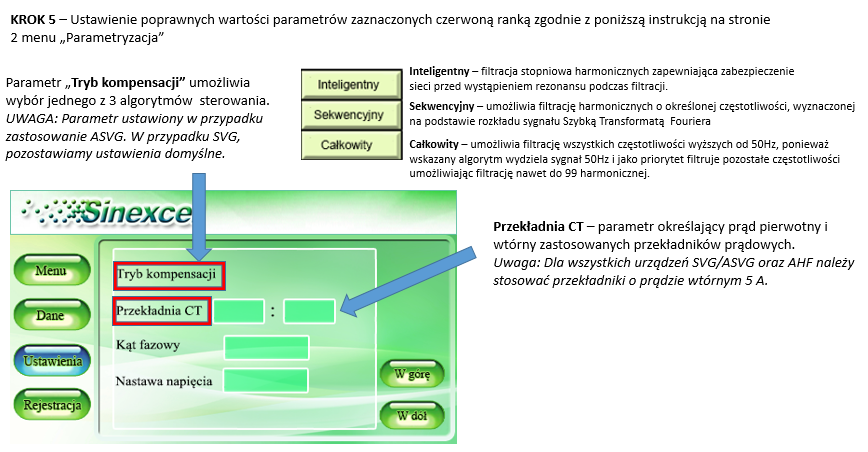 KROK 5 – Ustawienie poprawnych wartości parametrów zaznaczonych czerwoną ranką zgodnie z poniższą instrukcją na stronie
2 menu „Parametryzacja”
Parametr „Tryb kompensacji” umożliwia
wybór jednego z 3 algorytmów sterowania.
UWAGA: Parametr ustawiony w przypadku
zastosowanie ASVG. W przypadku SVG,
pozostawiamy ustawienia domyślne.
Inteligentny
Sekwencyjny
Całkowity
Inteligentny – filtracja stopniowa harmonicznych zapewniająca zabezpieczenie
sieci przed wystąpieniem rezonansu podczas filtracji.
Sekwencyjny – umożliwia filtrację harmonicznych o określonej częstotliwości, wyznaczonej
na podstawie rozkładu sygnału Szybką Transformatą Fouriera
Całkowity – umożliwia filtrację wszystkich częstotliwości wyższych od 50Hz, ponieważ
wskazany algorytm wydziela sygnał 50Hz i jako priorytet filtruje pozostałe częstotliwości
umożliwiając filtrację nawet do 99 harmonicznej.
Sinexce
Menu
Dane
Ustawienia
Rejestracja
Tryb kompensacji
Przekładnia CT :
Kąt fazowy
Nastawa napięcia
W górę
W dół
Przekładnia CT – parametr określający prąd pierwotny i
wtórny zastosowanych przekładników prądowych.
Uwaga: Dla wszystkich urządzeń SVG/ASVG oraz AHF należy
stosować przekładniki o prądzie wtórnym 5 A.